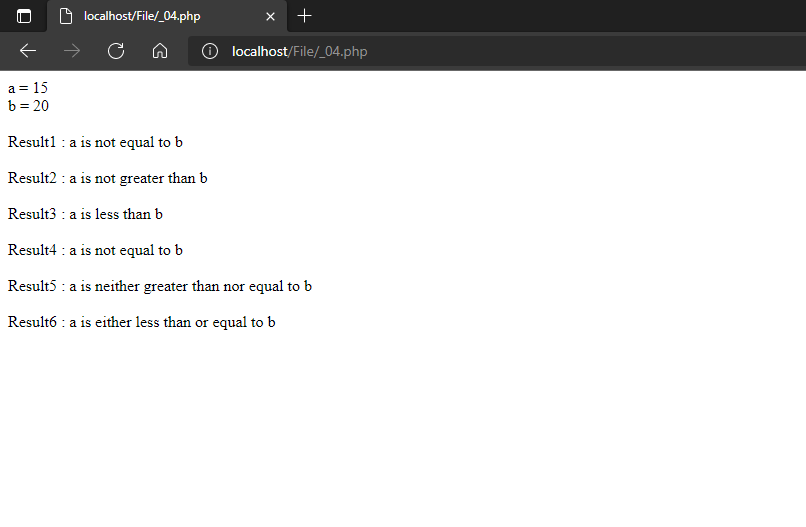 localhost/File/_04.php
localhost/File/_04.php
a = 15
b = 20
Result1 : a is not equal to b
Result2 : a is not greater than b
Result3 : a is less than b
Result4 : a is not equal to b
Result5 : a is neither greater than nor equal to b
Result6 : a is either less than or equal to b